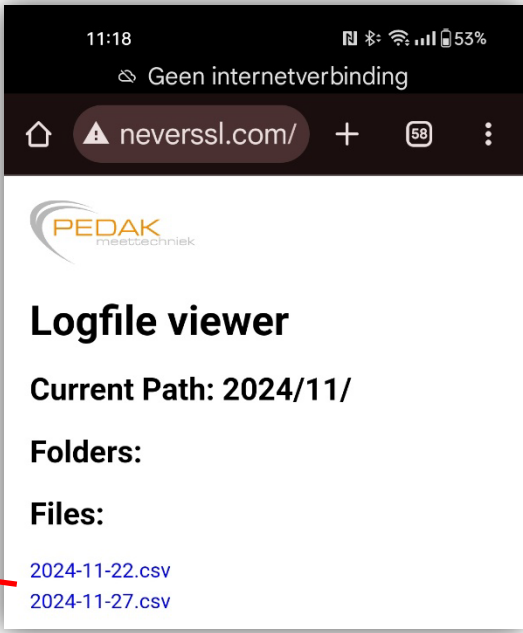 11:18 53%
Geen internetverbinding
neverssl.com/ 58
PEDAK
meettechniek
Logfile viewer
Current Path: 2024/11/
Folders:
Files:
2024-11-22.csv
2024-11-27.csv